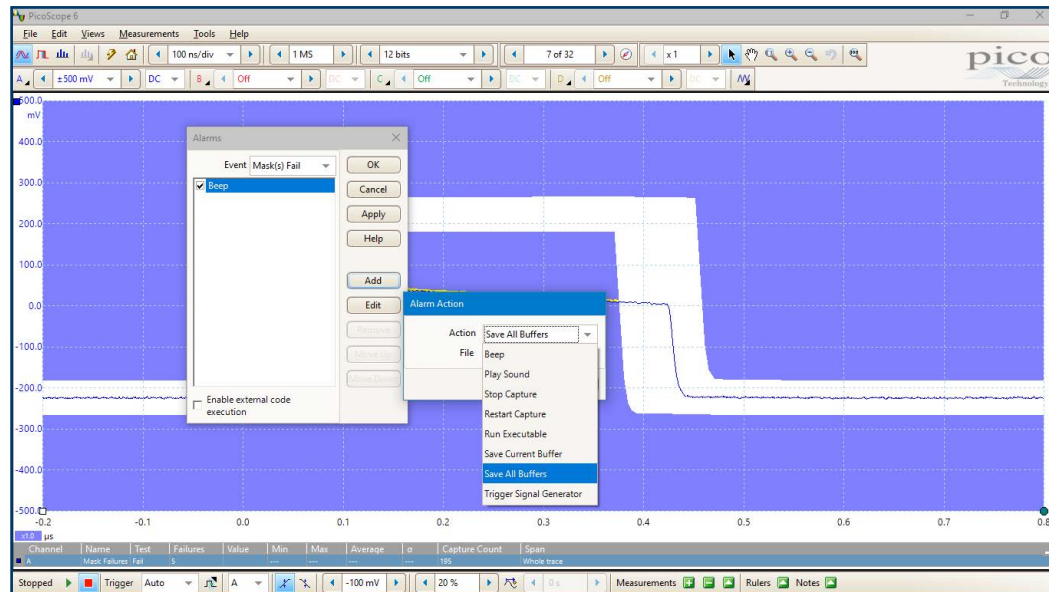 PicoScope 6
File Edit Views Measurements Tools Help
100 ns/div 1 MS 12 bits 7 of 32 x 1
pico
Technology
A ±500 mV DC B Off DC C Off DC D Off DC
500.0
mV
400.0
300.0
200.0
100.0
0.0
-100.0
-200.0
-300.0
-400.0
-500.0
Alarms
Event Mask(s) Fail
Beep
OK
Cancel
Apply
Help
Add
Edit
Remove
Move Up
Move Down
Enable external code
execution
Alarm Action
Action Save All Buffers
File
Beep
Play Sound
Stop Capture
Restart Capture
Run Executable
Save Current Buffer
Save All Buffers
Trigger Signal Generator
-0.2 -0.1 0.0 0.1 0.2 0.3 0.4 0.5 0.6 0.7 0.8
x1.0 µs
Channel Name Test Failures Value Min Max Average σ Capture Count Span
A Mask Failures Fail 5 --- --- --- --- 195 Whole trace
Stopped Trigger Auto A -100 mV 20 % 0 s Measurements Rulers Notes